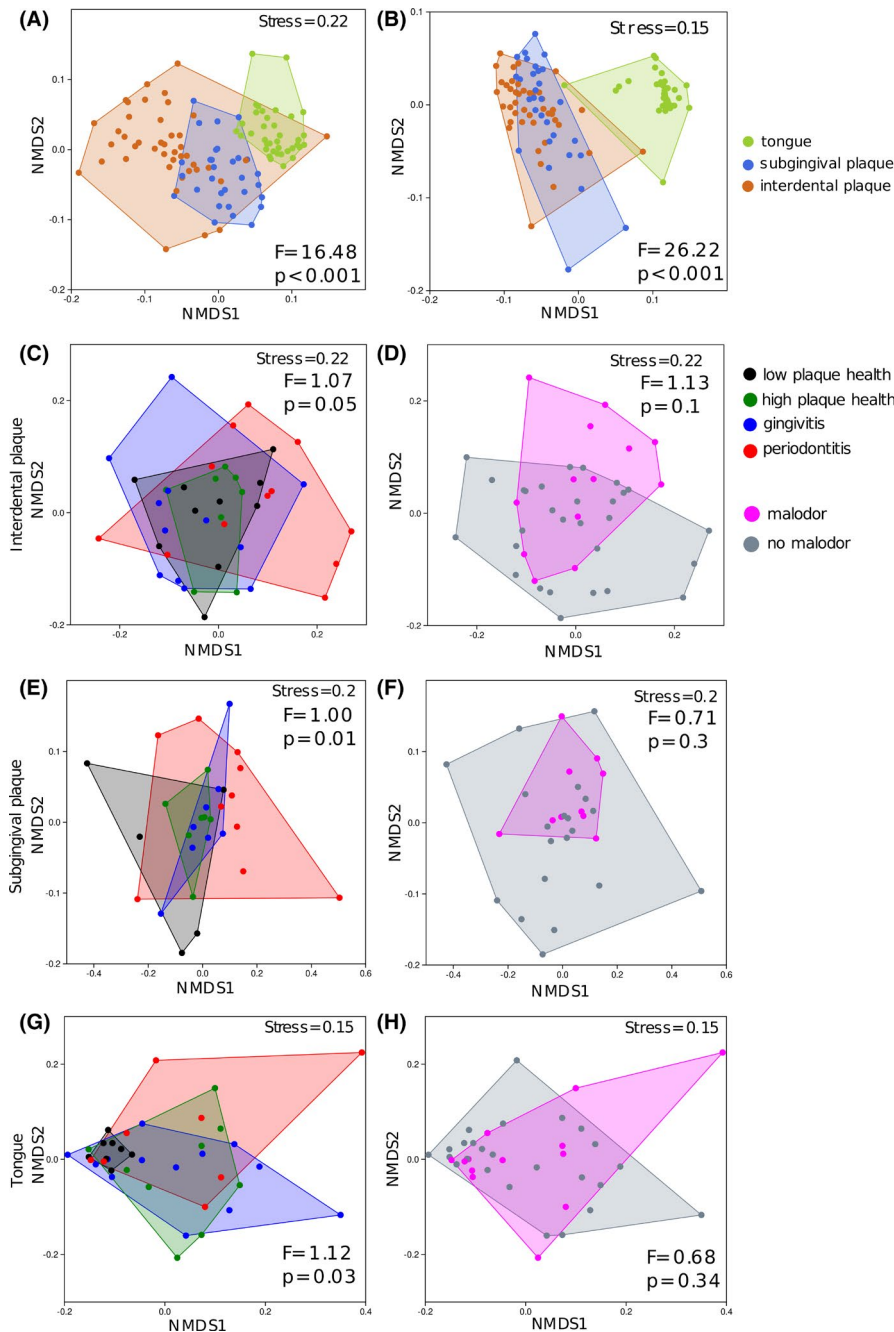 (A)
Stress=0.22
NMDS2
0.1
0.0
-0.1
-0.2
-0.2
-0.1
0.0
0.1
NMDS1
F=16.48
p<0.001
(B)
Stress=0.15
NMDS2
0.1
0.0
-0.1
-0.2
-0.2
-0.1
0.0
0.1
NMDS1
F=26.22
p<0.001
tongue
subgingival plaque
interdental plaque
(C)
Stress=0.22
F=1.07
p=0.05
Interdental plaque
NMDS2
0.2
0.0
-0.2
-0.2
0.0
0.2
NMDS1
(D)
Stress=0.22
F=1.13
p=0.1
NMDS2
0.2
0.0
-0.2
-0.2
0.0
0.2
NMDS1
low plaque health
high plaque health
gingivitis
periodontitis
malodor
no malodor
(E)
Stress=0.2
F=1.00
p=0.01
Subgingival plaque
NMDS2
0.1
0.0
-0.1
-0.2
-0.4
-0.2
0.0
0.2
0.4
0.6
NMDS1
(F)
Stress=0.2
F=0.71
p=0.3
NMDS2
0.1
0.0
-0.1
-0.2
-0.4
-0.2
0.0
0.2
0.4
0.6
NMDS1
(G)
Stress=0.15
Tongue
NMDS2
0.2
0.0
-0.2
-0.2
0.0
0.2
0.4
NMDS1
F=1.12
p=0.03
(H)
Stress=0.15
NMDS2
0.2
0.0
-0.2
-0.2
0.0
0.2
0.4
NMDS1
F=0.68
p=0.34